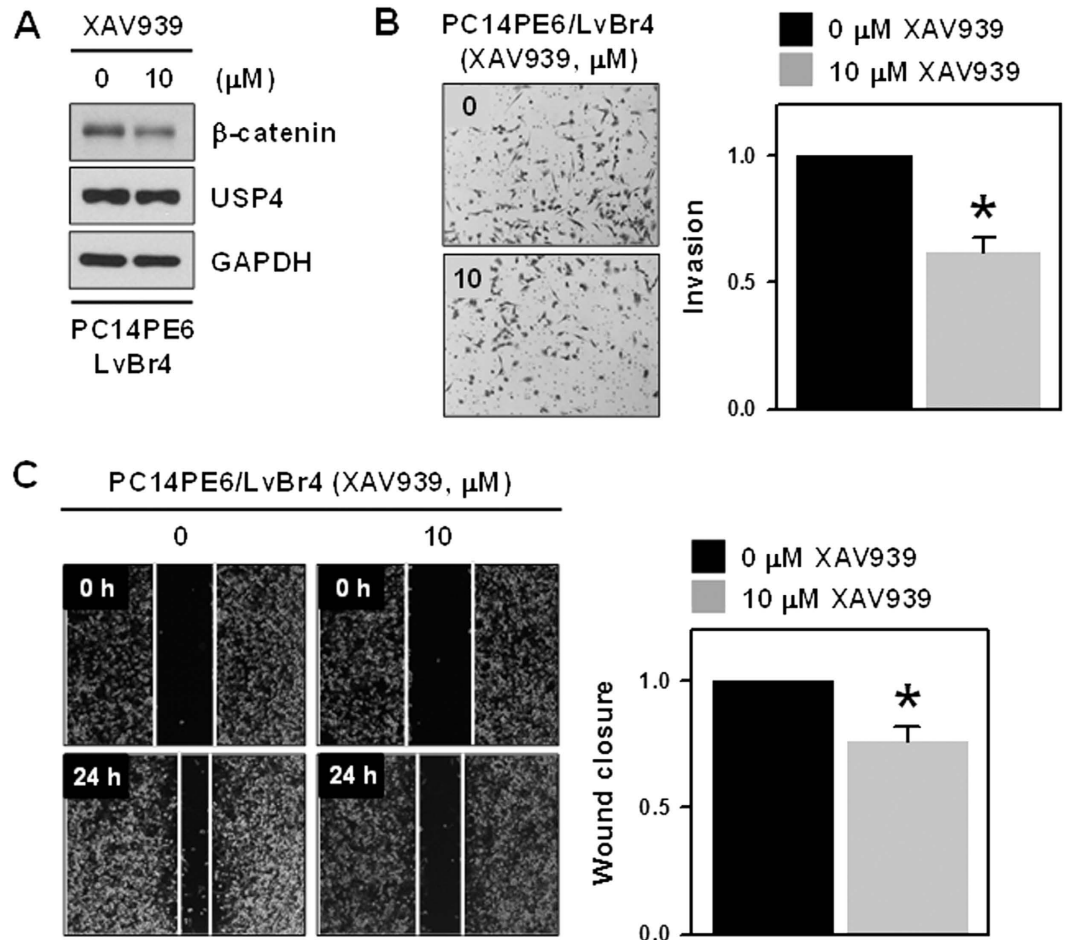 A
XAV939
0 10 (μM)
β-catenin
USP4
GAPDH
PC14PE6
LvBr4
B
PC14PE6/LvBr4
(XAV939, μM)
0
10
0 μM XAV939
10 μM XAV939
Invasion
1.0
0.5
0.0
*
C
PC14PE6/LvBr4 (XAV939, μM)
0 10
0 h 0 h
24 h 24 h
0 μM XAV939
10 μM XAV939
Wound closure
1.0
0.5
0.0
*